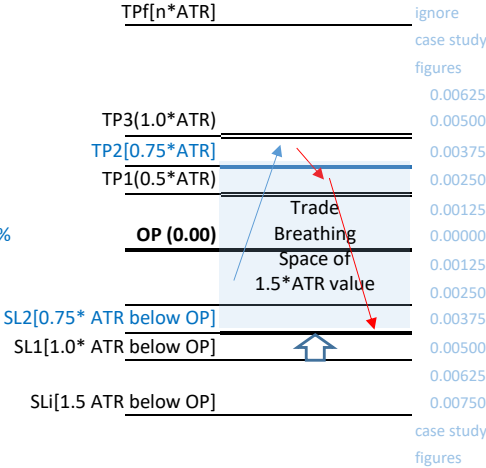 TPf[n*ATR] ignore
case study
figures
0.00625
TP3(1.0*ATR) 0.00500
TP2[0.75*ATR] 0.00375
TP1(0.5*ATR) 0.00250
Trade 0.00125
% OP (0.00) Breathing 0.00000
Space of 0.00125
1.5*ATR value 0.00250
SL2[0.75* ATR below OP] 0.00375
SL1[1.0* ATR below OP] 0.00500
0.00625
SLi[1.5 ATR below OP] 0.00750
case study
figures